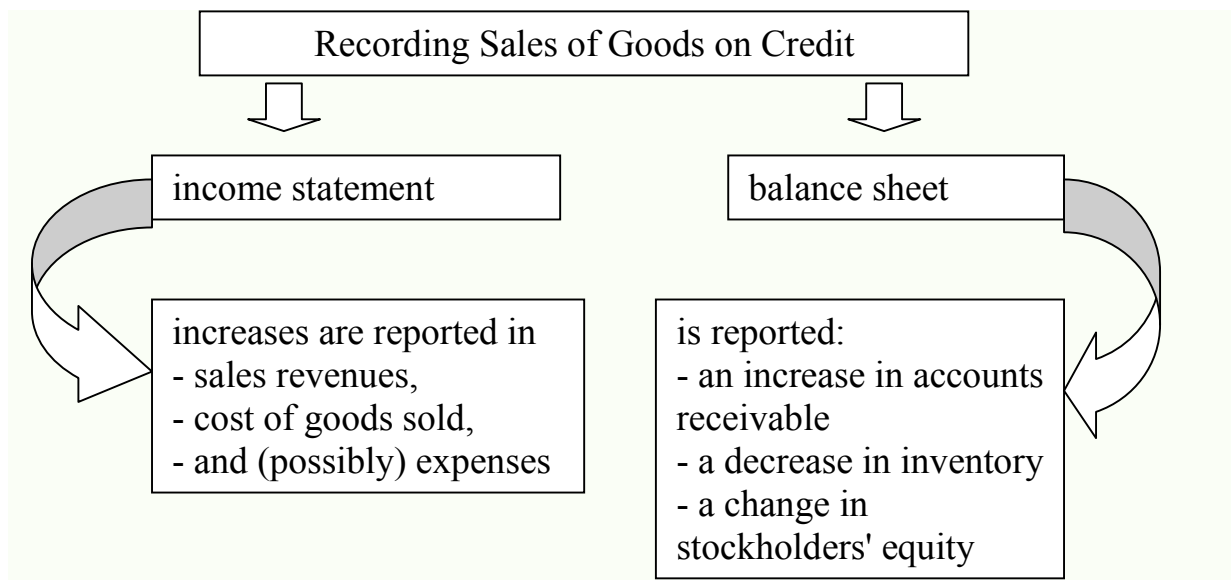 Recording Sales of Goods on Credit
income statement
balance sheet
increases are reported in
- sales revenues,
- cost of goods sold,
- and (possibly) expenses
is reported:
- an increase in accounts
receivable
- a decrease in inventory
- a change in
stockholders' equity